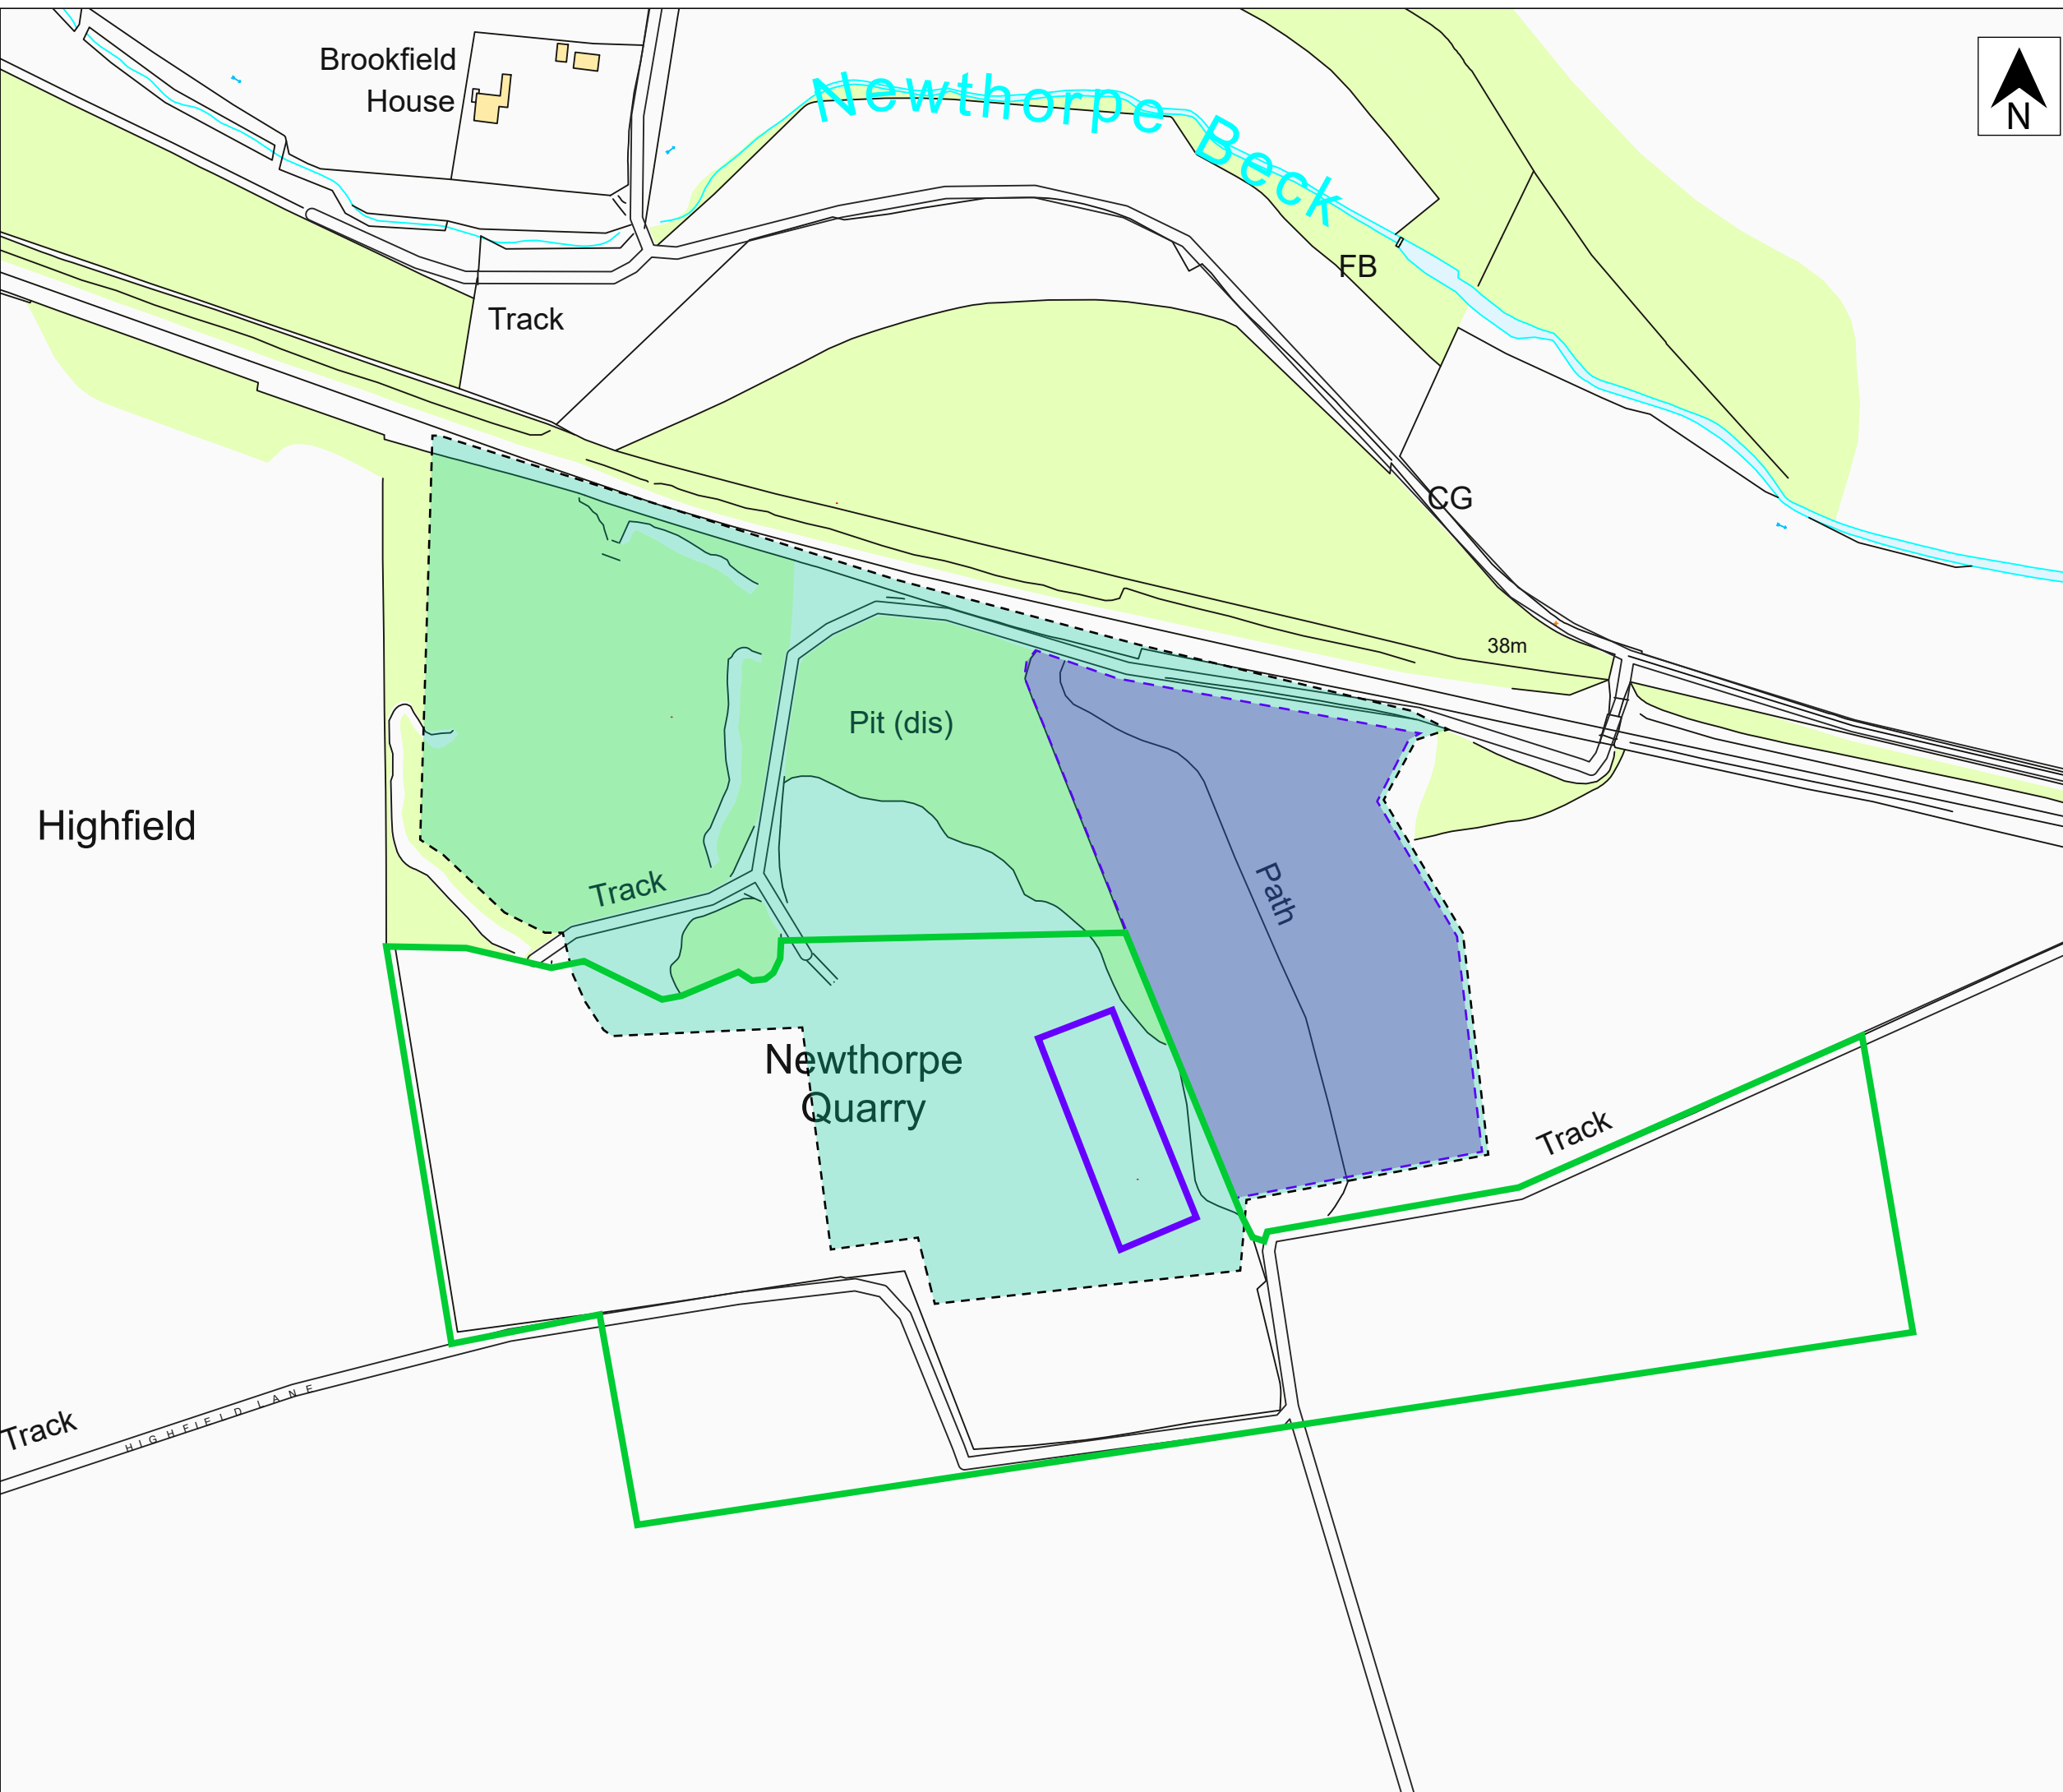 Brookfield
House
Newthorpe Beck
N
FB
Track
CG
38m
Pit (dis)
Highfield
Path
Track
Newthorpe
Quarry
Track
HIGHFIELD LANE
Track